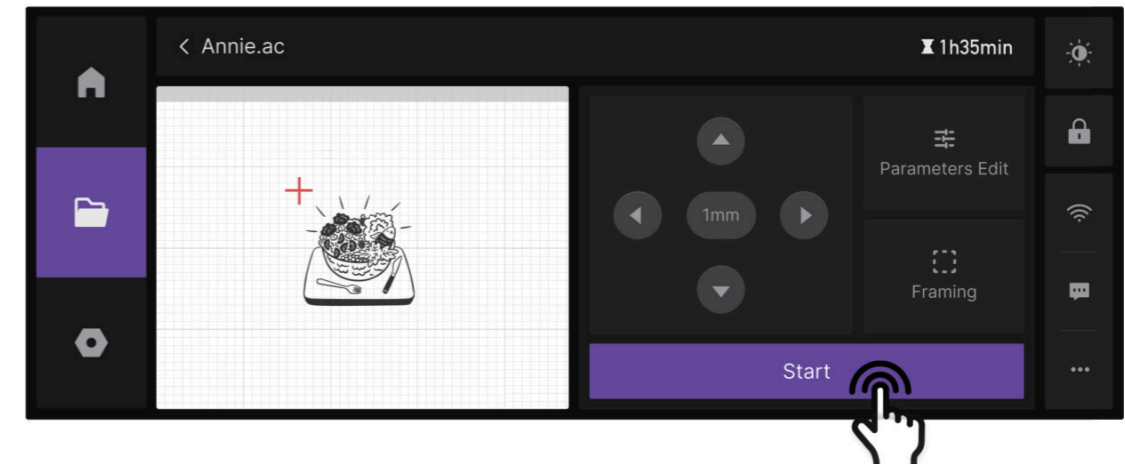 < Annie.ac
1h35min
Parameters Edit
1mm
Framing
Start